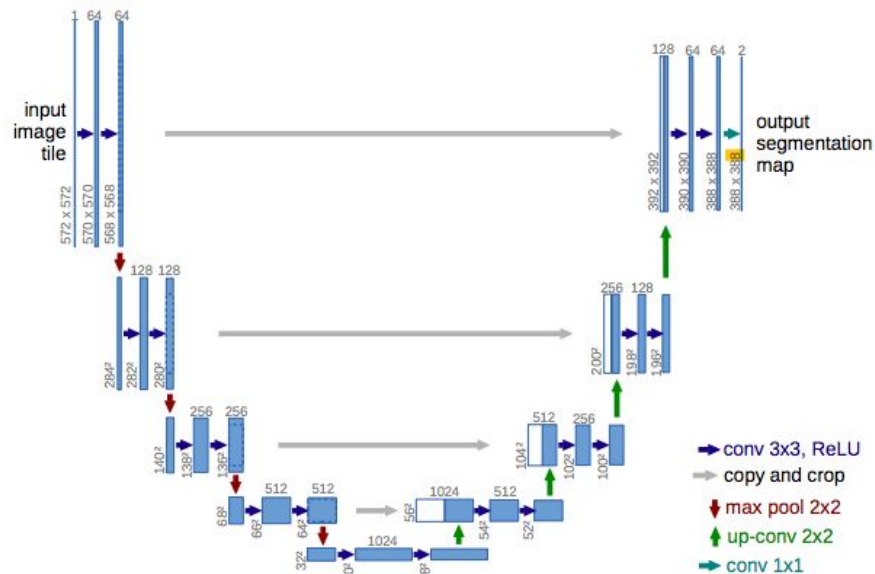 1 64 64
128 64 64 2
input
image
tile
output
segmentation
map
572 x 572
570 x 570
568 x 568
392 x 392
390 x 390
388 x 388
388 x 388
128 128
256 128
284²
282²
280²
200²
198²
196²
256 256
512 256
140²
138²
136²
104²
102²
100²
512 512
1024 512
68²
66²
64²
56²
54²
52²
1024
32²
0²
8²
conv 3x3, ReLU
copy and crop
max pool 2x2
up-conv 2x2
conv 1x1